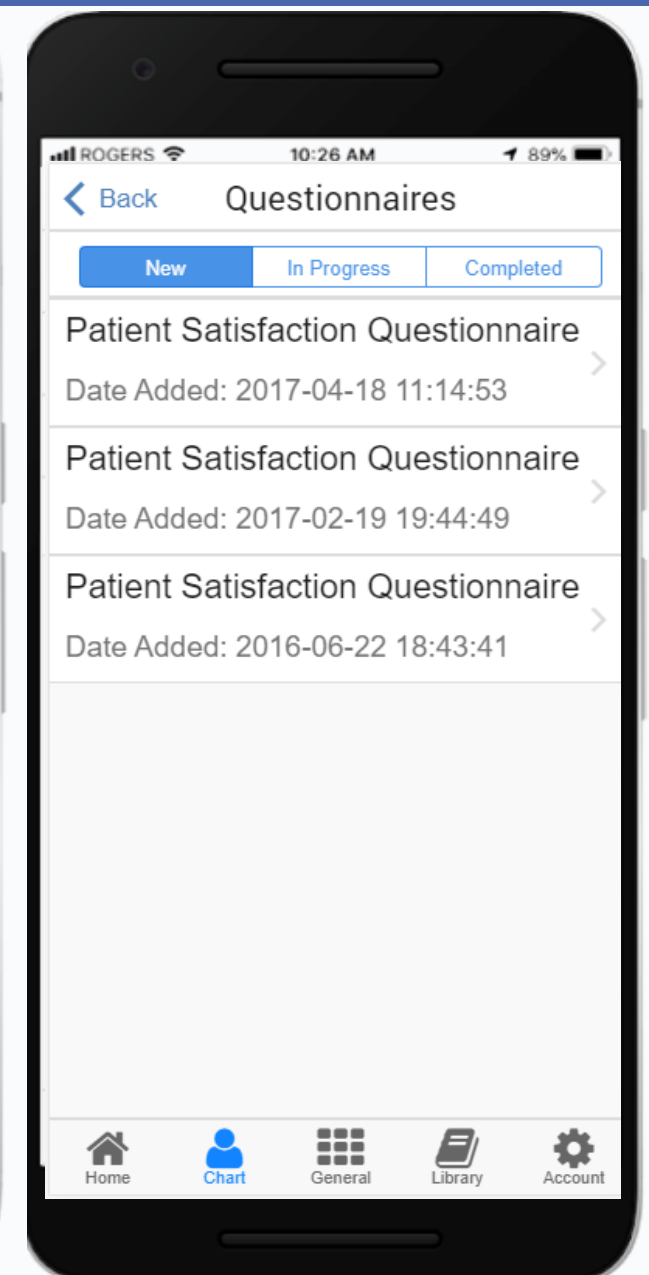 ROGERS 10:26 AM 89%
Back Questionnaires
New In Progress Completed
Patient Satisfaction Questionnaire
Date Added: 2017-04-18 11:14:53
Patient Satisfaction Questionnaire
Date Added: 2017-02-19 19:44:49
Patient Satisfaction Questionnaire
Date Added: 2016-06-22 18:43:41
Home Chart General Library Account